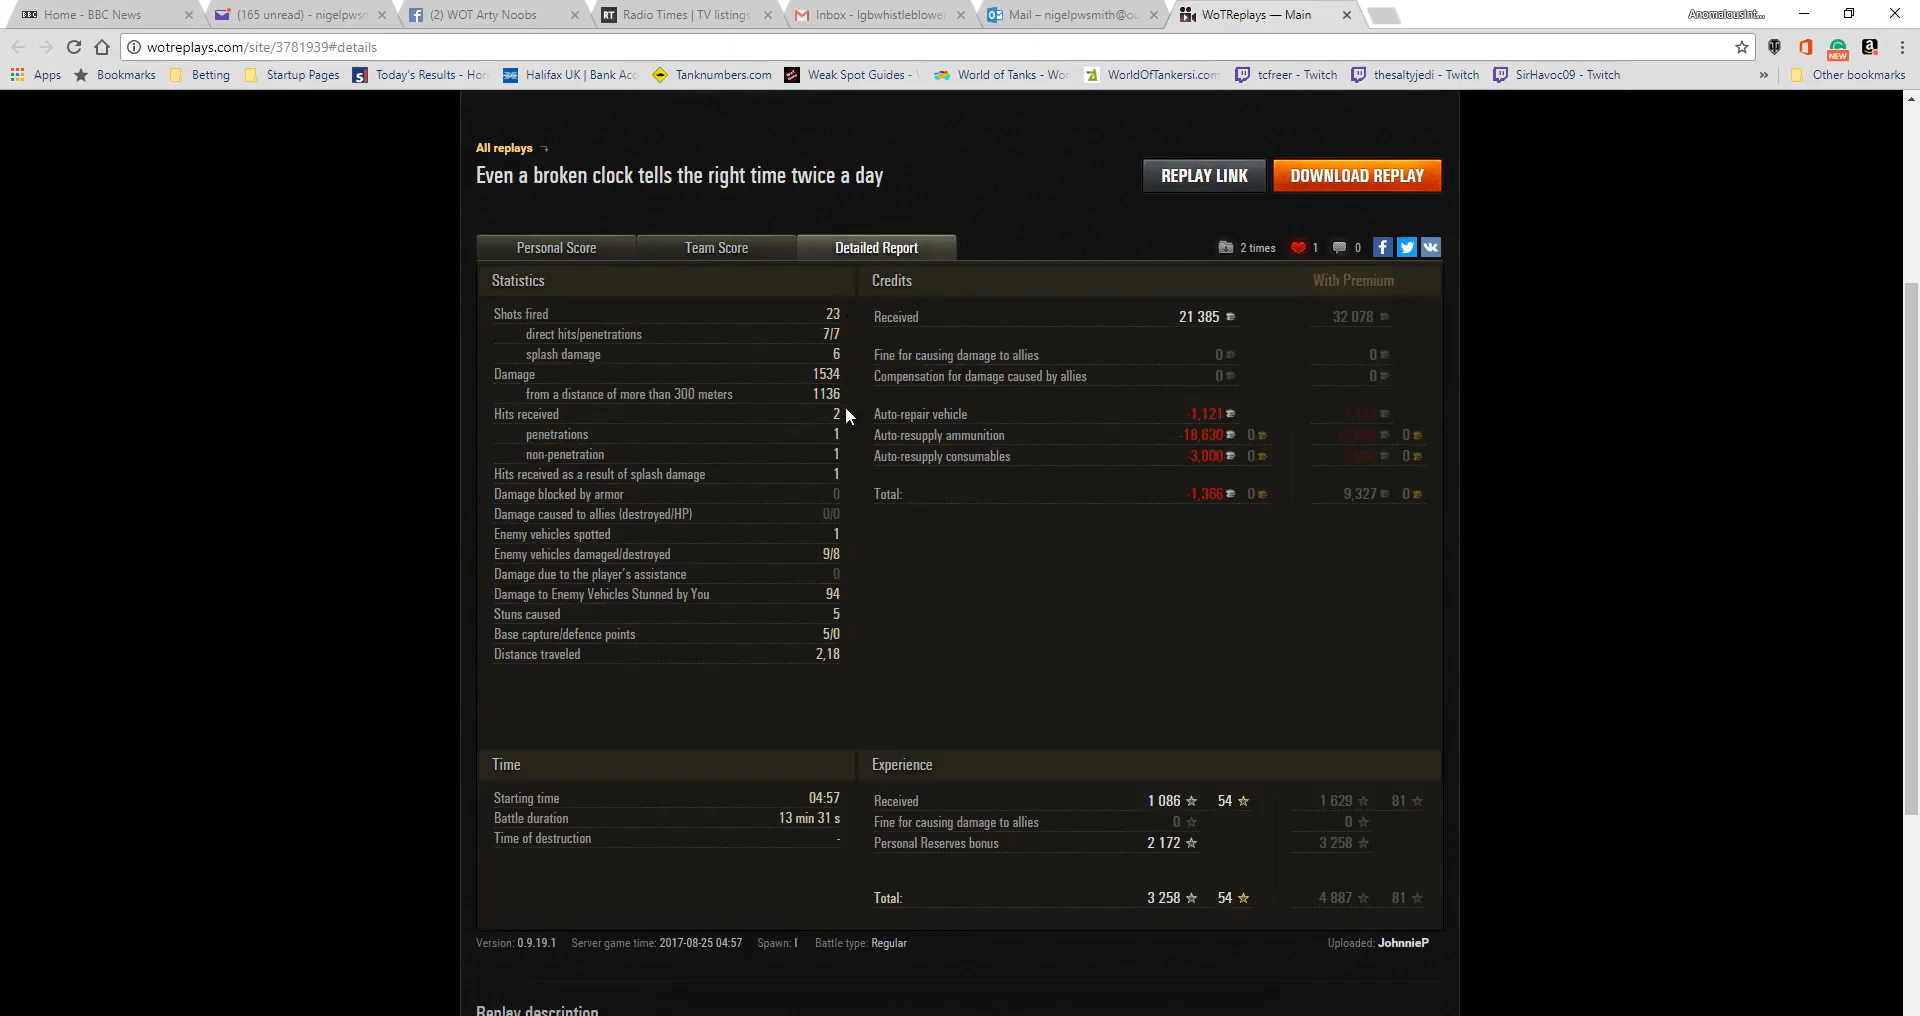 Home - BBC News
(165 unread) - nigelpwsm
(2) WOT Arty Noobs
Radio Times | TV listings
Inbox - lgbwhistleblower
Mail – nigelpwsmith@ou
WoTReplays — Main
AnomalousInt...
wotreplays.com/site/3781939#details
Apps
Bookmarks
Betting
Startup Pages
Today's Results - Hor
Halifax UK | Bank Acc
Tanknumbers.com
Weak Spot Guides -
World of Tanks - Wor
WorldOfTankersi.com
tcfreer - Twitch
thesaltyjedi - Twitch
SirHavoc09 - Twitch
»
Other bookmarks
All replays
Even a broken clock tells the right time twice a day
REPLAY LINK
DOWNLOAD REPLAY
Personal Score
Team Score
Detailed Report
2 times
1
0
Statistics
Shots fired 23
direct hits/penetrations 7/7
splash damage 6
Damage 1534
from a distance of more than 300 meters 1136
Hits received 2
penetrations 1
non-penetration 1
Hits received as a result of splash damage 1
Damage blocked by armor 0
Damage caused to allies (destroyed/HP) 0/0
Enemy vehicles spotted 1
Enemy vehicles damaged/destroyed 9/8
Damage due to the player's assistance 0
Damage to Enemy Vehicles Stunned by You 94
Stuns caused 5
Base capture/defence points 5/0
Distance traveled 2,18
Credits With Premium
Received 21 385 32 078
Fine for causing damage to allies 0 0
Compensation for damage caused by allies 0 0
Auto-repair vehicle -1,121
Auto-resupply ammunition -18,630 0 0
Auto-resupply consumables -3,000 0 0
Total: -1,366 0 9,327 0
Time
Starting time 04:57
Battle duration 13 min 31 s
Time of destruction -
Experience
Received 1 086 54 1 629 81
Fine for causing damage to allies 0 0
Personal Reserves bonus 2 172 3 258
Total: 3 258 54 4 887 81
Version: 0.9.19.1 Server game time: 2017-08-25 04:57 Spawn: I Battle type: Regular
Uploaded: JohnnieP
Replay description